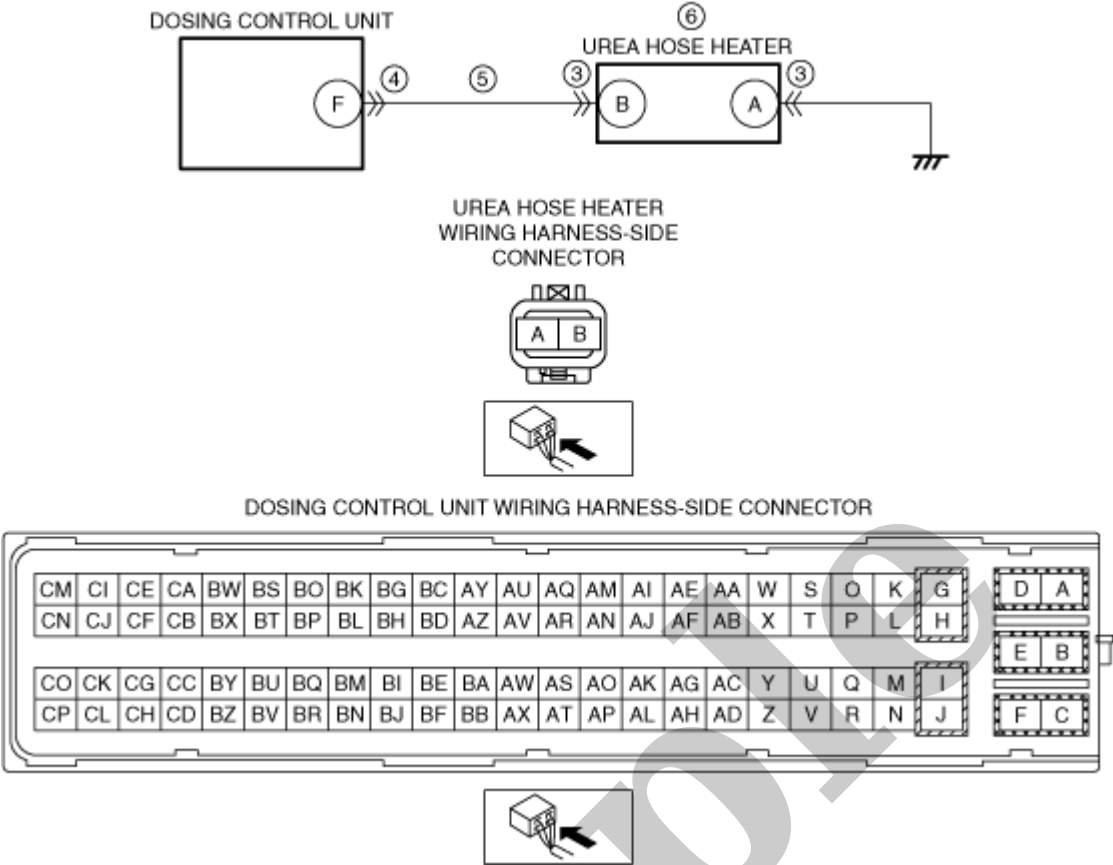 DOSING CONTROL UNIT
⑥
UREA HOSE HEATER
④ ⑤ ③ ③
F B A
UREA HOSE HEATER
WIRING HARNESS-SIDE
CONNECTOR
A B
DOSING CONTROL UNIT WIRING HARNESS-SIDE CONNECTOR
CM CI CE CA BW BS BO BK BG BC AY AU AQ AM AI AE AA W S O K G D A
CN CJ CF CB BX BT BP BL BH BD AZ AV AR AN AJ AF AB X T P L H
E B
CO CK CG CC BY BU BQ BM BI BE BA AW AS AO AK AG AC Y U Q M I
CP CL CH CD BZ BV BR BN BJ BF BB AX AT AP AL AH AD Z V R N J F C
ple